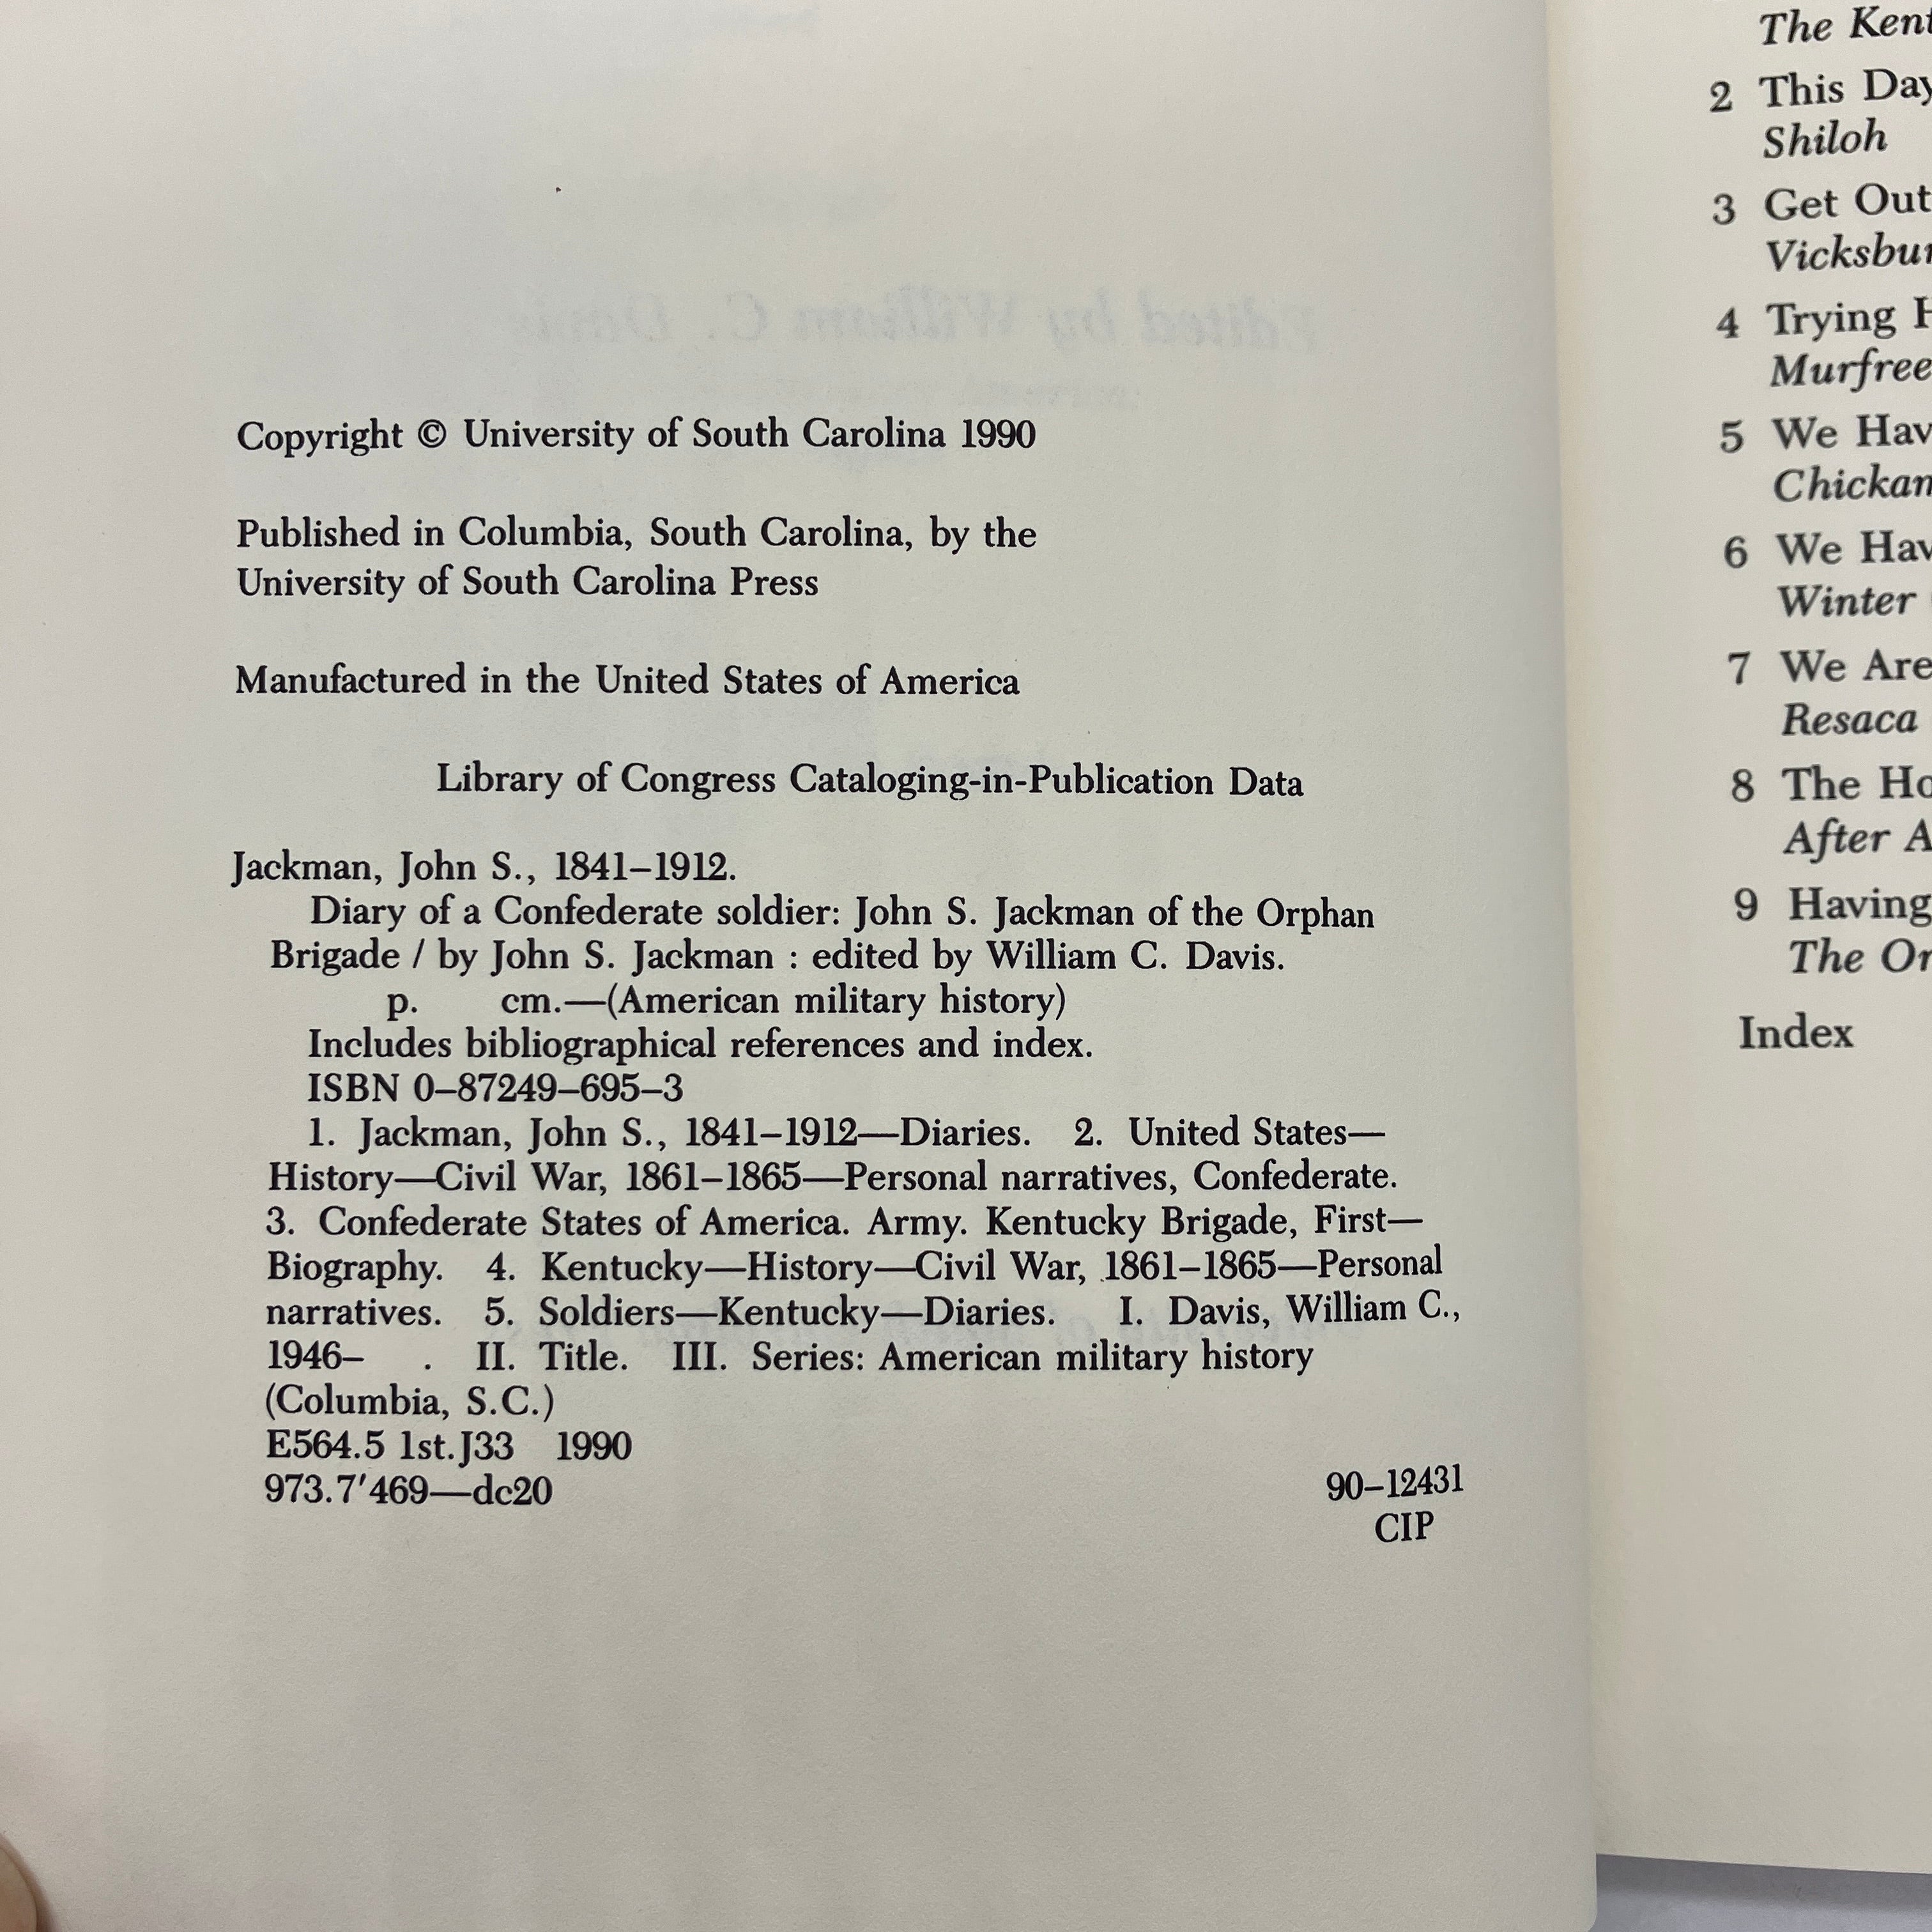 Copyright © University of South Carolina 1990
Published in Columbia, South Carolina, by the
University of South Carolina Press
Manufactured in the United States of America
Library of Congress Cataloging-in-Publication Data
Jackman, John S., 1841–1912.
Diary of a Confederate soldier: John S. Jackman of the Orphan
Brigade / by John S. Jackman : edited by William C. Davis.
p. cm.—(American military history)
Includes bibliographical references and index.
ISBN 0–87249–695–3
1. Jackman, John S., 1841–1912—Diaries. 2. United States—
History—Civil War, 1861–1865—Personal narratives, Confederate.
3. Confederate States of America. Army. Kentucky Brigade, First—
Biography. 4. Kentucky—History—Civil War, 1861–1865—Personal
narratives. 5. Soldiers—Kentucky—Diaries. I. Davis, William C.,
1946– . II. Title. III. Series: American military history
(Columbia, S.C.)
E564.5 1st.J33 1990
973.7'469—dc20
90–12431
CIP
The
2 This Day
Shiloh
3 Get Out
4 Trying
5 We
6 We
Winter
7 We Are
Resaca
8 The
After
9 Having
The
Index